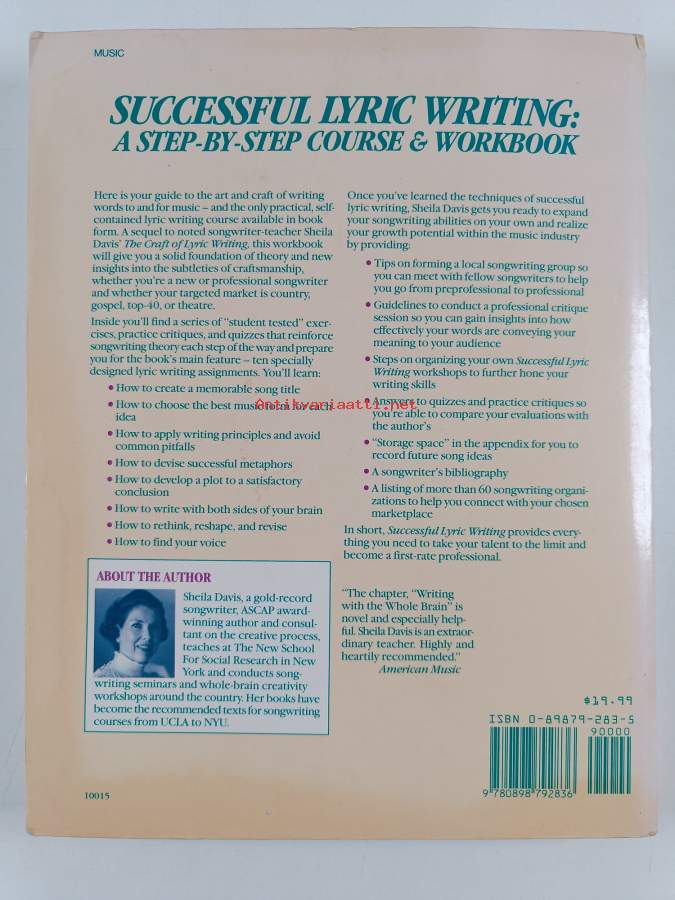 MUSIC
SUCCESSFUL LYRIC WRITING:
A STEP-BY-STEP COURSE & WORKBOOK
Here is your guide to the art and craft of writing
words to and for music – and the only practical, self-
contained lyric writing course available in book
form. A sequel to noted songwriter-teacher Sheila
Davis' The Craft of Lyric Writing, this workbook
will give you a solid foundation of theory and new
insights into the subtleties of craftsmanship,
whether you're a new or professional songwriter
and whether your targeted market is country,
gospel, top-40, or theatre.
Inside you'll find a series of "student tested" exer-
cises, practice critiques, and quizzes that reinforce
songwriting theory each step of the way and prepare
you for the book's main feature – ten specially
designed lyric writing assignments. You'll learn:
• How to create a memorable song title
• How to choose the best music form for each
idea
• How to apply writing principles and avoid
common pitfalls
• How to devise successful metaphors
• How to develop a plot to a satisfactory
conclusion
• How to write with both sides of your brain
• How to rethink, reshape, and revise
• How to find your voice
ABOUT THE AUTHOR
Sheila Davis, a gold-record
songwriter, ASCAP award-
winning author and consul-
tant on the creative process,
teaches at The New School
For Social Research in New
York and conducts song-
writing seminars and whole-brain creativity
workshops around the country. Her books have
become the recommended texts for songwriting
courses from UCLA to NYU.
10015
Once you've learned the techniques of successful
lyric writing, Sheila Davis gets you ready to expand
your songwriting abilities on your own and realize
your growth potential within the music industry
by providing:
• Tips on forming a local songwriting group so
you can meet with fellow songwriters to help
you go from preprofessional to professional
• Guidelines to conduct a professional critique
session so you can gain insights into how
effectively your words are conveying your
meaning to your audience
• Steps on organizing your own Successful Lyric
Writing workshops to further hone your
writing skills
• Answers to quizzes and practice critiques so
you're able to compare your evaluations with
the author's
• "Storage space" in the appendix for you to
record future song ideas
• A songwriter's bibliography
• A listing of more than 60 songwriting organi-
zations to help you connect with your chosen
marketplace
In short, Successful Lyric Writing provides every-
thing you need to take your talent to the limit and
become a first-rate professional.
"The chapter, "Writing
with the Whole Brain" is
novel and especially help-
ful. Sheila Davis is an extraor-
dinary teacher. Highly and
heartily recommended."
American Music
$19.99
ISBN 0-89879-283-5
90000
9 780898 792836
Antikvariaatti.net